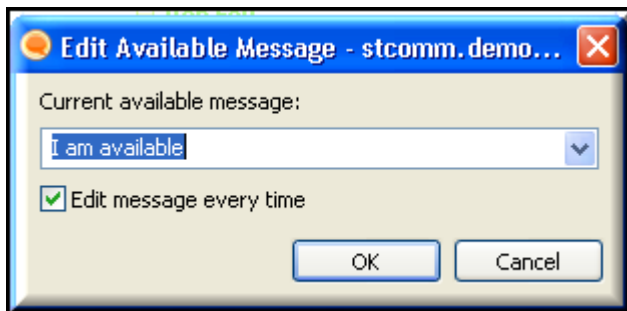 Edit Available Message - stcomm.demo...
Current available message:
I am available
Edit message every time
OK Cancel